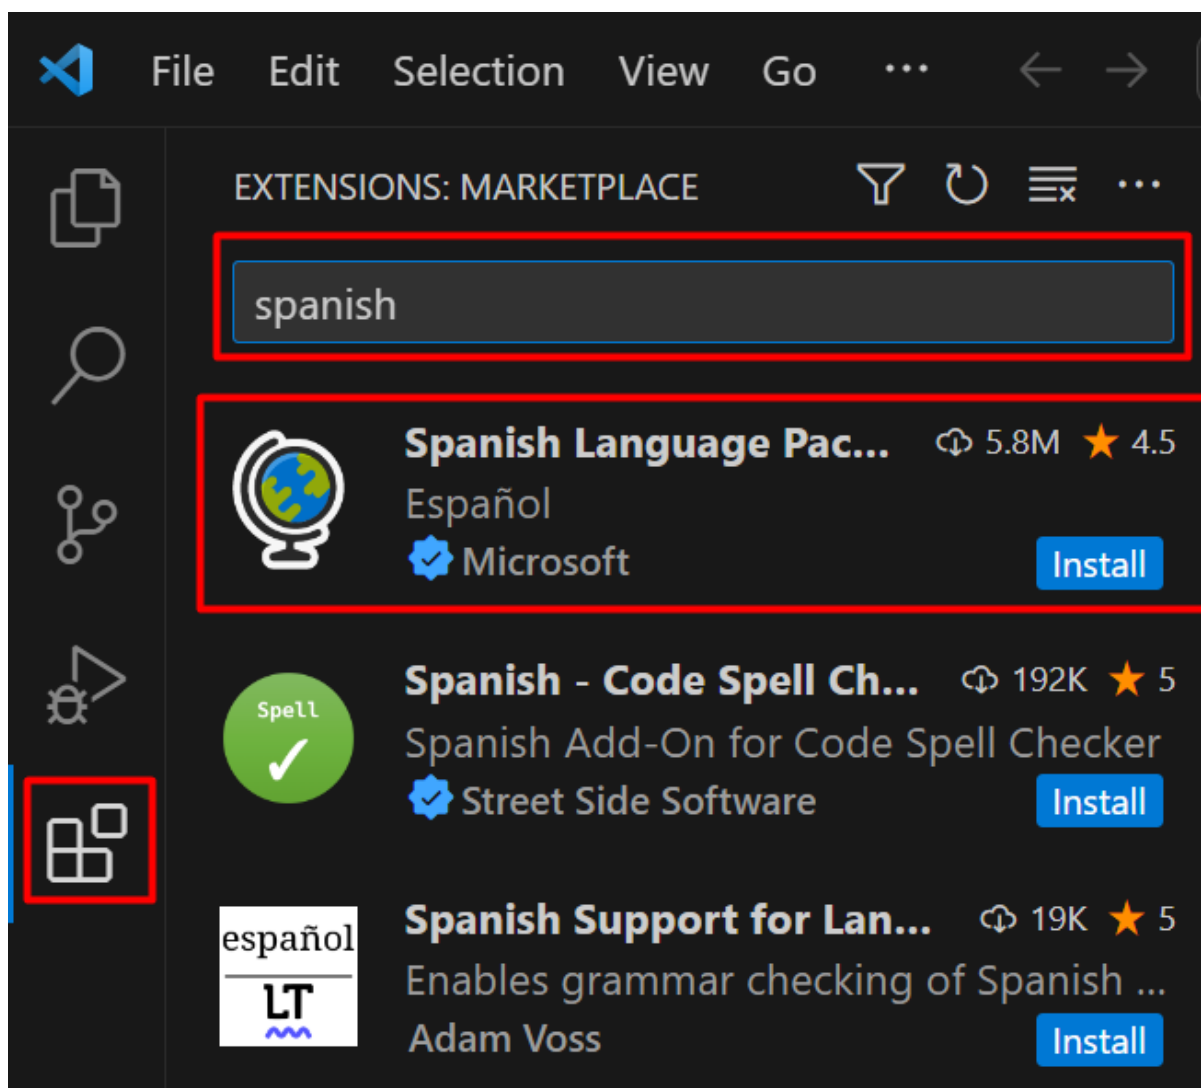 File Edit Selection View Go ...
EXTENSIONS: MARKETPLACE ...
spanish
Spanish Language Pac... 5.8M 4.5
Español
Microsoft Install
Spell
Spanish - Code Spell Ch... 192K 5
Spanish Add-On for Code Spell Checker
Street Side Software Install
español
LT
Spanish Support for Lan... 19K 5
Enables grammar checking of Spanish ...
Adam Voss Install